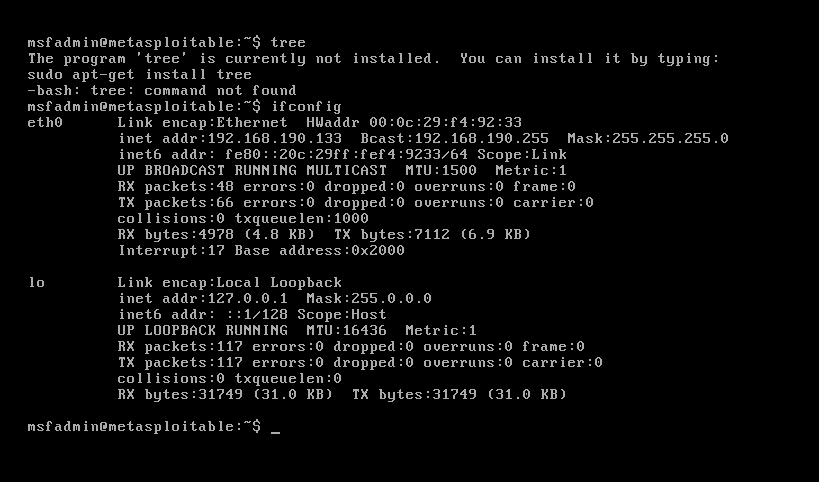 msfadmin@metasploitable:~$ tree
The program 'tree' is currently not installed.  You can install it by typing:
sudo apt-get install tree
-bash: tree: command not found
msfadmin@metasploitable:~$ ifconfig
eth0      Link encap:Ethernet  HWaddr 00:0c:29:f4:92:33
          inet addr:192.168.190.133  Bcast:192.168.190.255  Mask:255.255.255.0
          inet6 addr: fe80::20c:29ff:fef4:9233/64 Scope:Link
          UP BROADCAST RUNNING MULTICAST  MTU:1500  Metric:1
          RX packets:48 errors:0 dropped:0 overruns:0 frame:0
          TX packets:66 errors:0 dropped:0 overruns:0 carrier:0
          collisions:0 txqueuelen:1000
          RX bytes:4978 (4.8 KB)  TX bytes:7112 (6.9 KB)
          Interrupt:17 Base address:0x2000

lo        Link encap:Local Loopback
          inet addr:127.0.0.1  Mask:255.0.0.0
          inet6 addr: ::1/128 Scope:Host
          UP LOOPBACK RUNNING  MTU:16436  Metric:1
          RX packets:117 errors:0 dropped:0 overruns:0 frame:0
          TX packets:117 errors:0 dropped:0 overruns:0 carrier:0
          collisions:0 txqueuelen:0
          RX bytes:31749 (31.0 KB)  TX bytes:31749 (31.0 KB)

msfadmin@metasploitable:~$ _